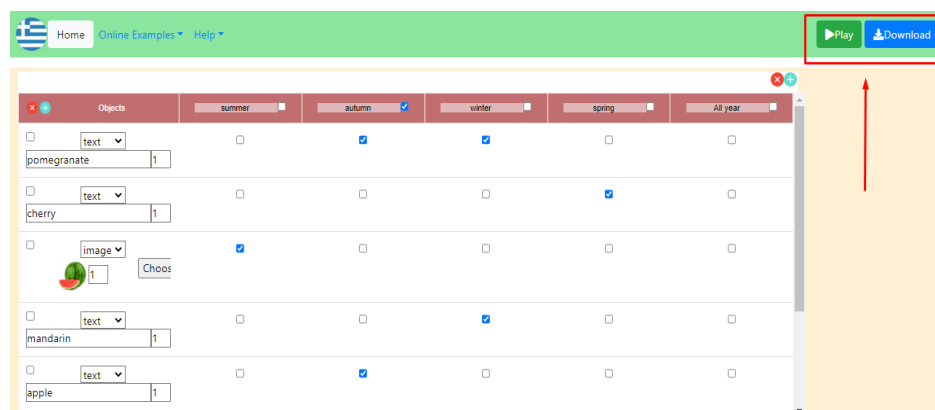 Home Online Examples Help Play Download
Objects summer autumn winter spring All year
text
pomegranate 1
text
cherry 1
image
1 Choos
text
mandarin 1
text
apple 1